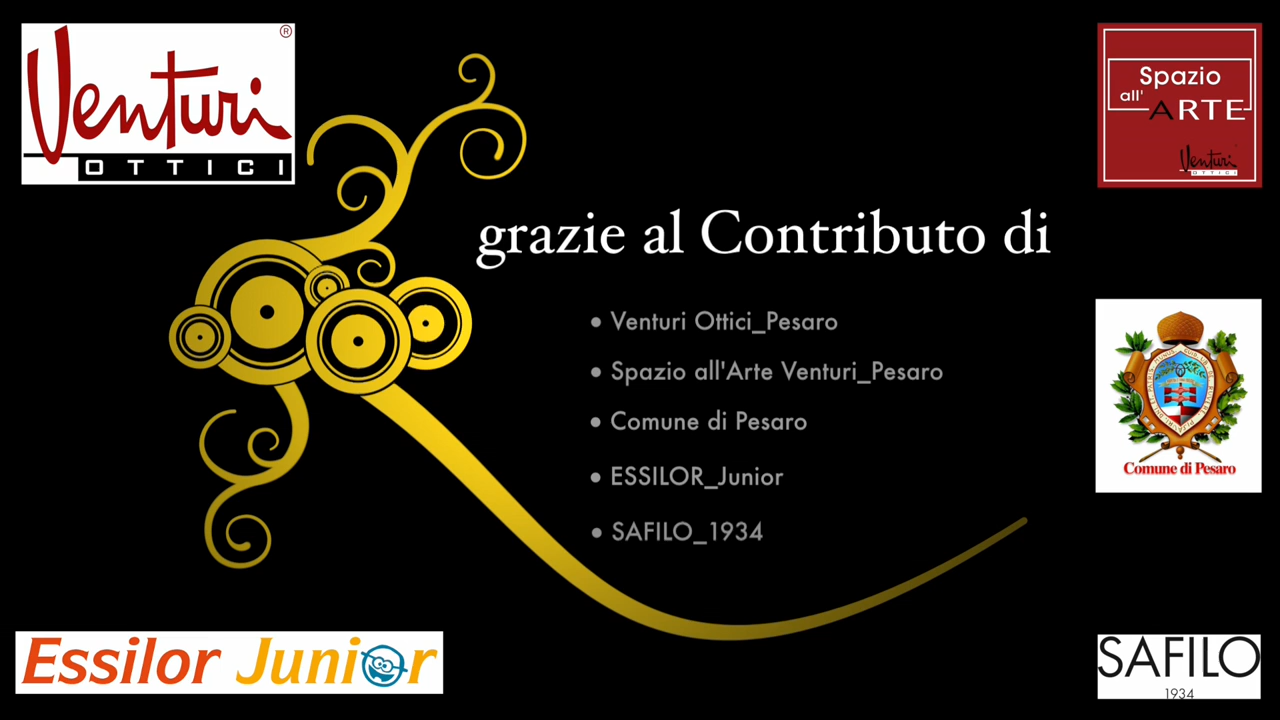 Venturi ®
OTTICI
Spazio
all'ARTE
Venturi
OTTICI
grazie al Contributo di
• Venturi Ottici_Pesaro
• Spazio all'Arte Venturi_Pesaro
• Comune di Pesaro
• ESSILOR_Junior
• SAFILO_1934
Comune di Pesaro
Essilor Junior
SAFILO
1934